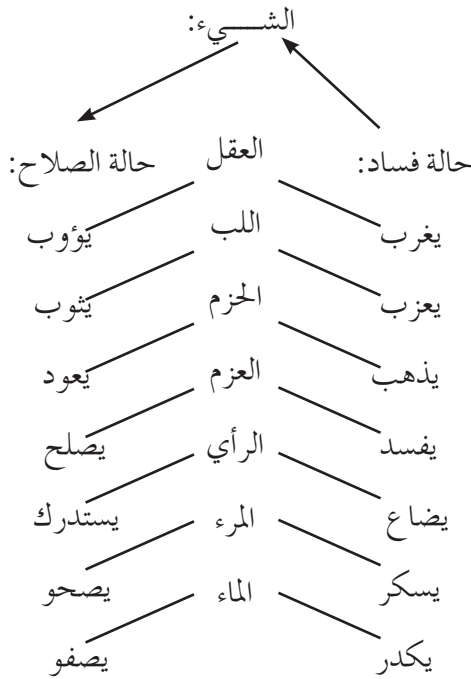 الشـــــيء:
حالة فساد:
العقل
حالة الصلاح:
يغرب
اللب
يؤوب
يعزب
الحزم
يثوب
يذهب
العزم
يعود
يفسد
الرأي
يصلح
يضاع
المرء
يستدرك
يسكر
الماء
يصحو
يكدر
يصفو